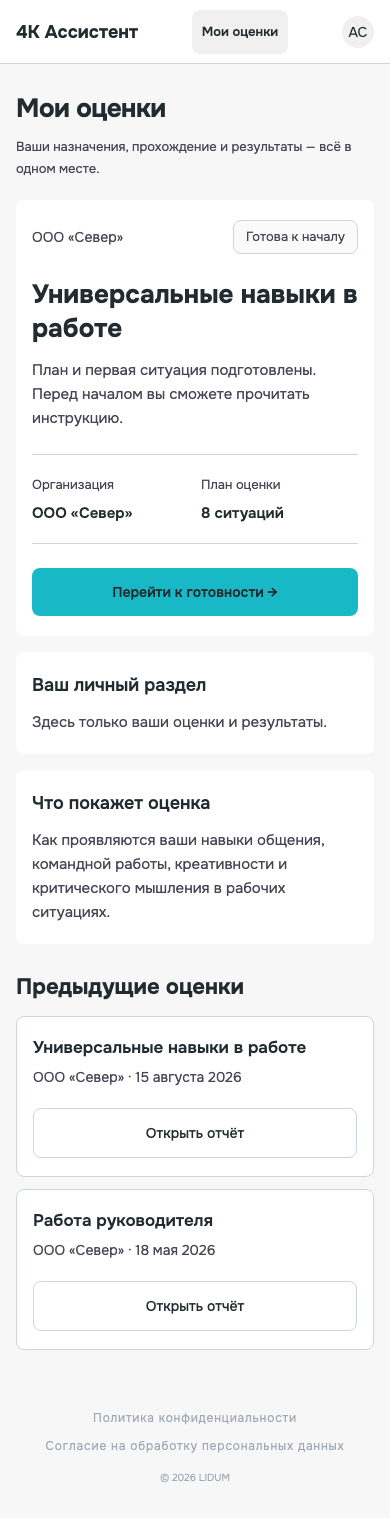 4K Ассистент
Мои оценки
АС
Мои оценки
Ваши назначения, прохождение и результаты — всё в
одном месте.
ООО «Север»
Готова к началу
Универсальные навыки в
работе
План и первая ситуация подготовлены.
Перед началом вы сможете прочитать
инструкцию.
Организация
План оценки
ООО «Север»
8 ситуаций
Перейти к готовности →
Ваш личный раздел
Здесь только ваши оценки и результаты.
Что покажет оценка
Как проявляются ваши навыки общения,
командной работы, креативности и
критического мышления в рабочих
ситуациях.
Предыдущие оценки
Универсальные навыки в работе
ООО «Север» · 15 августа 2026
Открыть отчёт
Работа руководителя
ООО «Север» · 18 мая 2026
Открыть отчёт
Политика конфиденциальности
Согласие на обработку персональных данных
© 2026 LIDUM